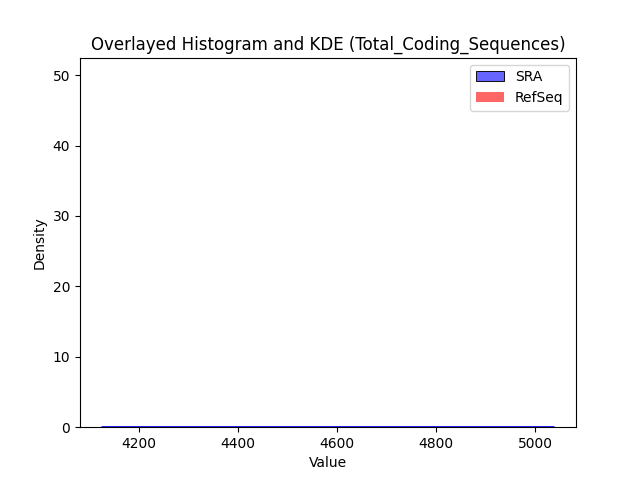 Overlayed Histogram and KDE (Total_Coding_Sequences)
SRA
RefSeq
50
40
30
20
10
0
Density
4200 4400 4600 4800 5000
Value